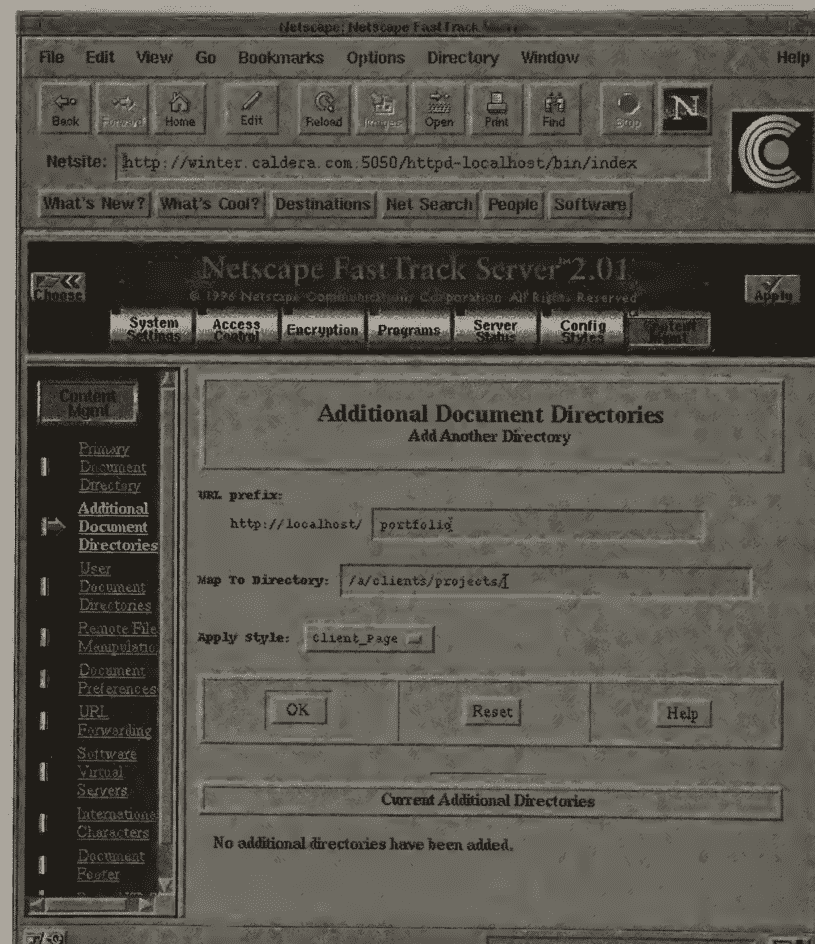 Netscape: Netscape FastTrack
File Edit View Go Bookmarks Options Directory Window Help
Back Forward Home Edit Reload Images Open Print Find Stop N
Netsite: http://winter.caldera.com:5050/httpd-localhost/bin/index
What's New? What's Cool? Destinations Net Search People Software
Netscape FastTrack Server™ 2.01
© 1996 Netscape Communications Corporation All Rights Reserved
Choose
Apply
System Settings
Access Control
Encryption
Programs
Server Status
Config Styles
Content Mgmt
Content
Mgmt
Primary
Document
Directory
Additional
Document
Directories
User
Document
Directories
Remote File
Manipulatio
Document
Preferences
URL
Forwarding
Software
Virtual
Servers
Internationa
Characters
Document
Footer
Additional Document Directories
Add Another Directory
URL prefix:
http://localhost/ portfolio
Map To Directory: /a/clients/projects/
Apply Style: Client_Page
OK Reset Help
Current Additional Directories
No additional directories have been added.